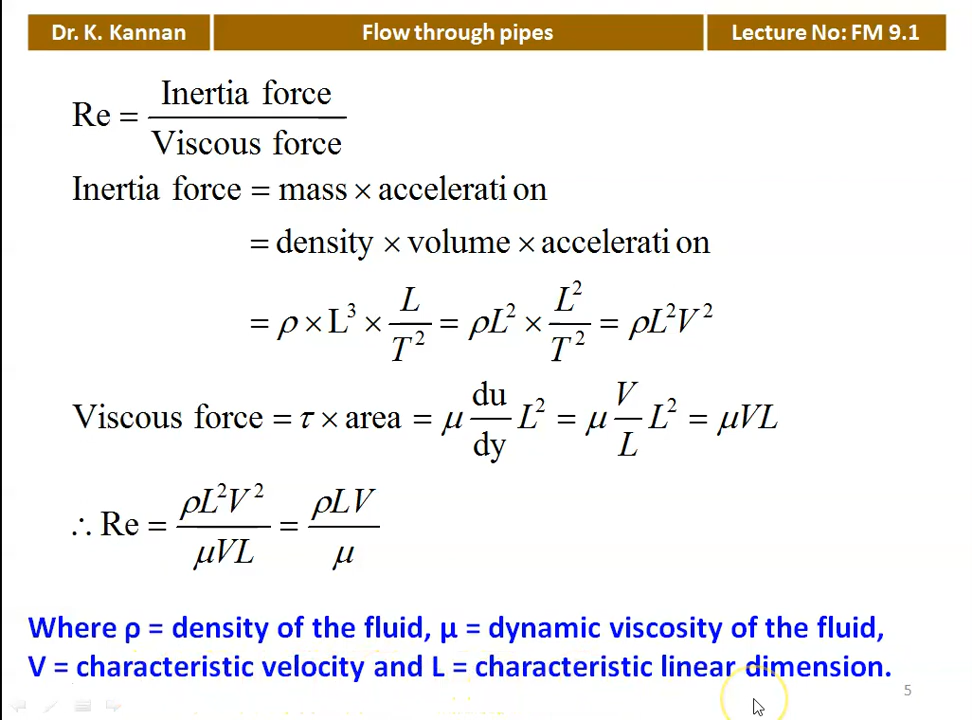 Dr. K. Kannan
Flow through pipes
Lecture No: FM 9.1
Re = Inertia force / Viscous force
Inertia force = mass × accelerati on
= density × volume × accelerati on
= ρ × L³ × L / T² = ρL² × L² / T² = ρL²V²
Viscous force = τ × area = μ du / dy L² = μ V / L L² = μVL
∴ Re = ρL²V² / μVL = ρLV / μ
Where ρ = density of the fluid, μ = dynamic viscosity of the fluid,
V = characteristic velocity and L = characteristic linear dimension.
5